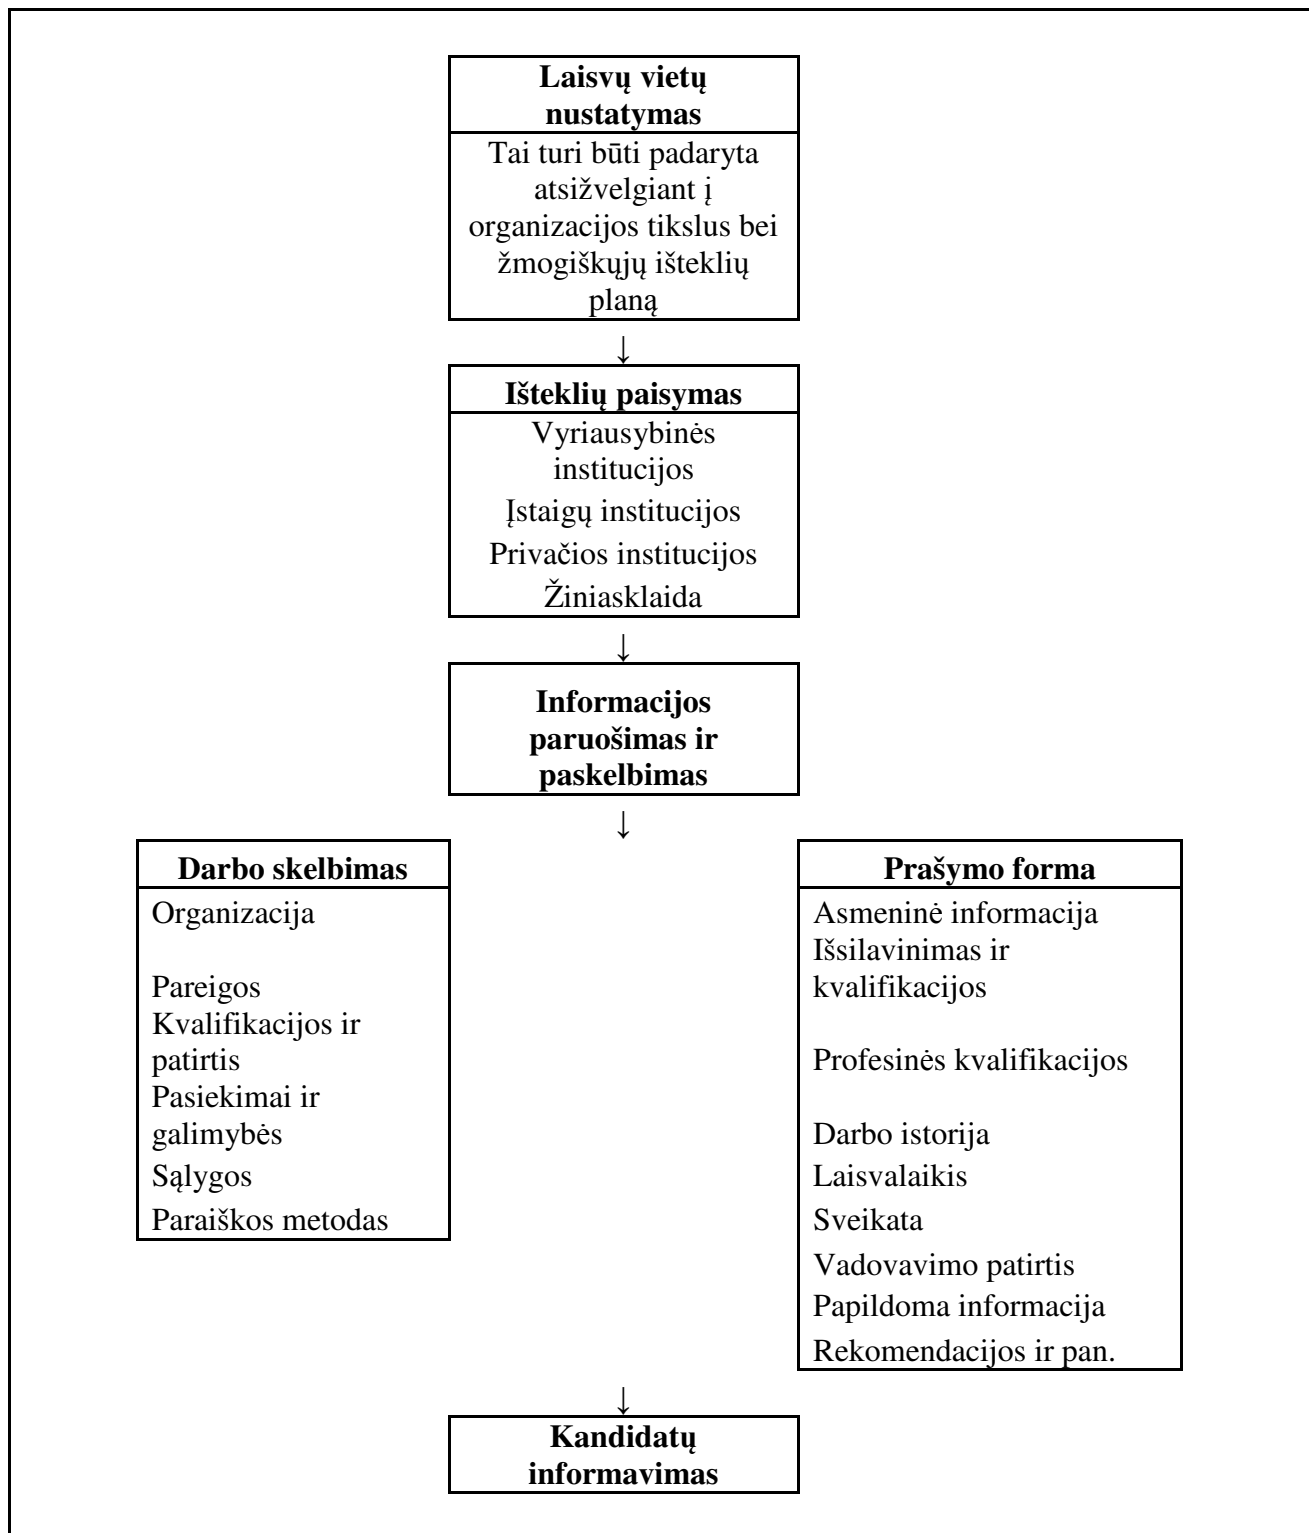 Laisvų vietų
nustatymas
Tai turi būti padaryta
atsižvelgiant į
organizacijos tikslus bei
žmogiškųjų išteklių
planą
↓
Išteklių paisymas
Vyriausybinės
institucijos
Įstaigų institucijos
Privačios institucijos
Žiniasklaida
↓
Informacijos
paruošimas ir
paskelbimas
↓
Darbo skelbimas
Organizacija
Pareigos
Kvalifikacijos ir
patirtis
Pasiekimai ir
galimybės
Sąlygos
Paraiškos metodas
Prašymo forma
Asmeninė informacija
Išsilavinimas ir
kvalifikacijos
Profesinės kvalifikacijos
Darbo istorija
Laisvalaikis
Sveikata
Vadovavimo patirtis
Papildoma informacija
Rekomendacijos ir pan.
↓
Kandidatų
informavimas